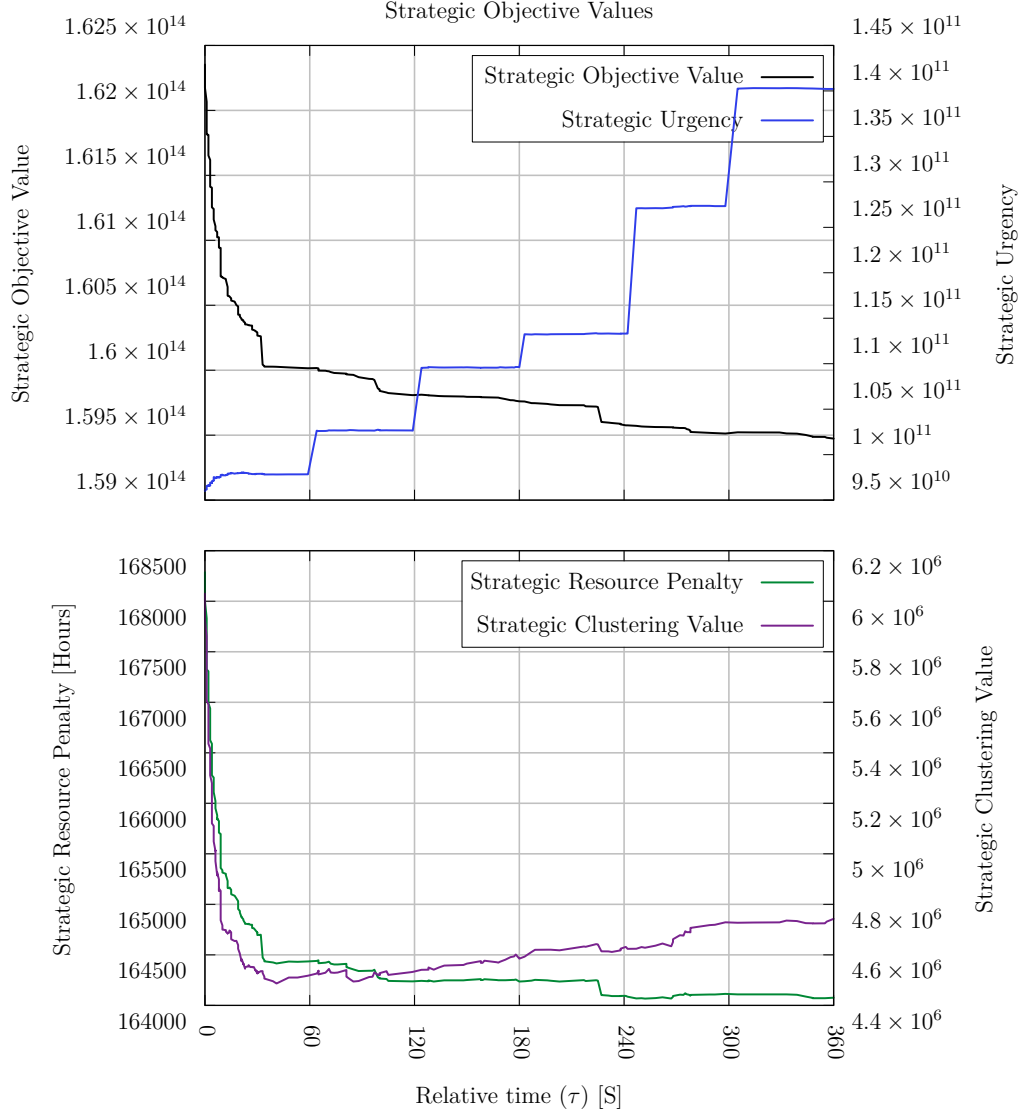 Strategic Objective Values
Strategic Objective Value
1.625 × 10^14
1.62 × 10^14
1.615 × 10^14
1.61 × 10^14
1.605 × 10^14
1.6 × 10^14
1.595 × 10^14
1.59 × 10^14
Strategic Objective Value
Strategic Urgency
1.45 × 10^11
1.4 × 10^11
1.35 × 10^11
1.3 × 10^11
1.25 × 10^11
1.2 × 10^11
1.15 × 10^11
1.1 × 10^11
1.05 × 10^11
1 × 10^11
9.5 × 10^10
Strategic Urgency
Strategic Resource Penalty [Hours]
168500
168000
167500
167000
166500
166000
165500
165000
164500
164000
Strategic Resource Penalty
Strategic Clustering Value
6.2 × 10^6
6 × 10^6
5.8 × 10^6
5.6 × 10^6
5.4 × 10^6
5.2 × 10^6
5 × 10^6
4.8 × 10^6
4.6 × 10^6
4.4 × 10^6
Strategic Clustering Value
0 60 120 180 240 300 360
Relative time (τ) [S]